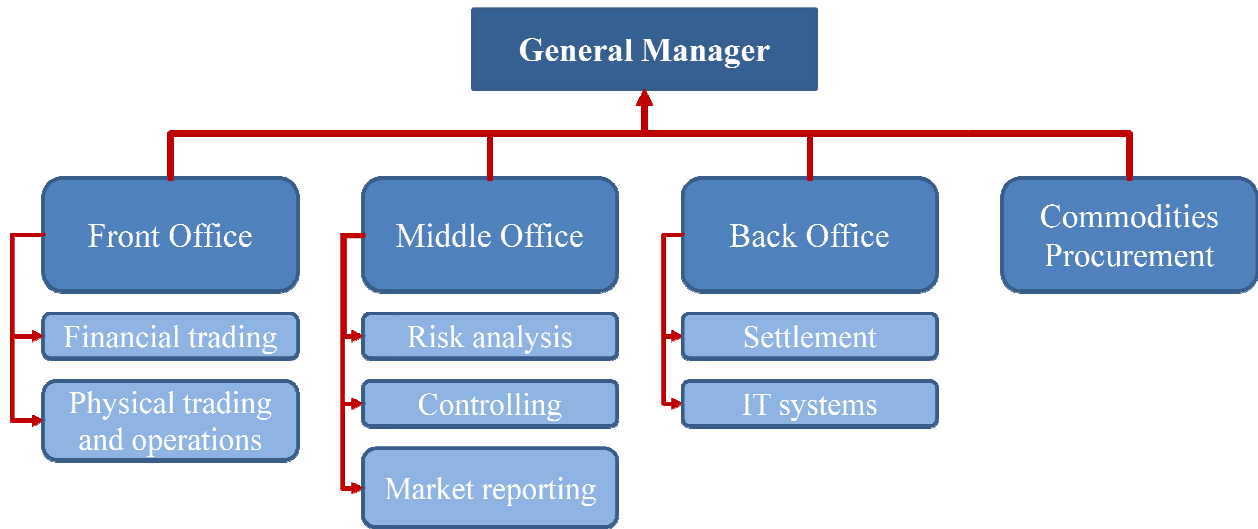 General Manager
Front Office
Middle Office
Back Office
Commodities
Procurement
Financial trading
Risk analysis
Settlement
Physical trading
and operations
Controlling
IT systems
Market reporting